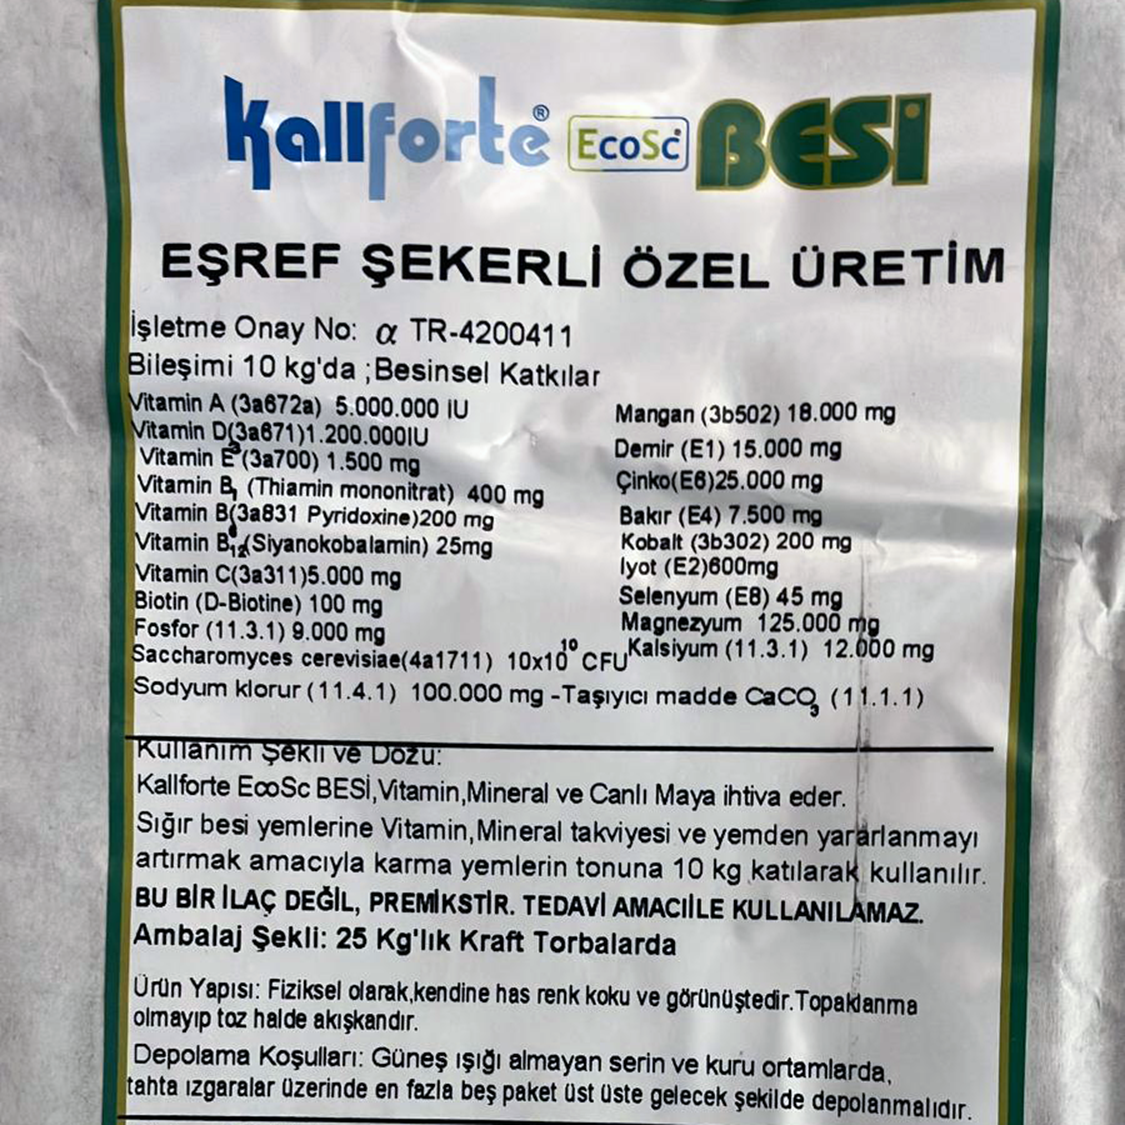 Kallforte® EcoSc BESİ
EŞREF ŞEKERLİ ÖZEL ÜRETİM
İşletme Onay No: α TR-4200411
Bileşimi 10 kg'da ;Besinsel Katkılar
Vitamin A (3a672a) 5.000.000 IU
Vitamin D₃(3a671)1.200.000IU
Vitamin E (3a700) 1.500 mg
Vitamin B₁ (Thiamin mononitrat) 400 mg
Vitamin B₆(3a831 Pyridoxine)200 mg
Vitamin B₁₂(Siyanokobalamin) 25mg
Vitamin C(3a311)5.000 mg
Biotin (D-Biotine) 100 mg
Fosfor (11.3.1) 9.000 mg
Saccharomyces cerevisiae(4a1711) 10x10¹⁰ CFU
Mangan (3b502) 18.000 mg
Demir (E1) 15.000 mg
Çinko(E6)25.000 mg
Bakır (E4) 7.500 mg
Kobalt (3b302) 200 mg
Iyot (E2)600mg
Selenyum (E8) 45 mg
Magnezyum 125.000 mg
Kalsiyum (11.3.1) 12.000 mg
Sodyum klorur (11.4.1) 100.000 mg -Taşıyıcı madde CaCO₃ (11.1.1)
Kullanım Şekli ve Dozu:
Kallforte EcoSc BESİ,Vitamin,Mineral ve Canlı Maya ihtiva eder.
Sığır besi yemlerine Vitamin,Mineral takviyesi ve yemden yararlanmayı
artırmak amacıyla karma yemlerin tonuna 10 kg katılarak kullanılır.
BU BİR İLAÇ DEĞİL, PREMİKSTİR. TEDAVİ AMACIİLE KULLANILAMAZ.
Ambalaj Şekli: 25 Kg'lık Kraft Torbalarda
Ürün Yapısı: Fiziksel olarak,kendine has renk koku ve görünüştedir.Topaklanma
olmayıp toz halde akışkandır.
Depolama Koşulları: Güneş ışığı almayan serin ve kuru ortamlarda,
tahta ızgaralar üzerinde en fazla beş paket üst üste gelecek şekilde depolanmalıdır.